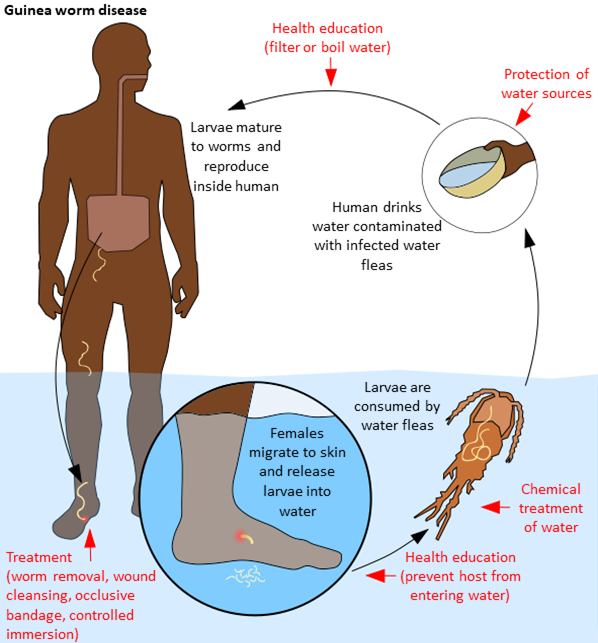 Guinea worm disease
Health education
(filter or boil water)
Protection of
water sources
Larvae mature
to worms and
reproduce
inside human
Human drinks
water contaminated
with infected water
fleas
Larvae are
consumed by
water fleas
Females
migrate to skin
and release
larvae into
water
Chemical
treatment
of water
Treatment
(worm removal, wound
cleansing, occlusive
bandage, controlled
immersion)
Health education
(prevent host from
entering water)